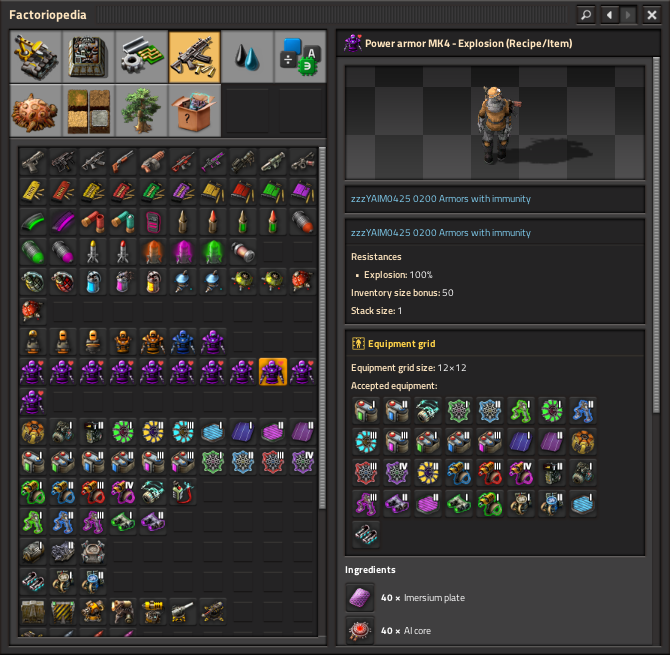 Factoriopedia
Power armor MK4 - Explosion (Recipe/Item)
zzzYAIM0425 0200 Armors with immunity
zzzYAIM0425 0200 Armors with immunity
Resistances
▪ Explosion: 100%
Inventory size bonus: 50
Stack size: 1
Equipment grid
Equipment grid size: 12×12
Accepted equipment:
Ingredients
40 × Imersium plate
40 × AI core